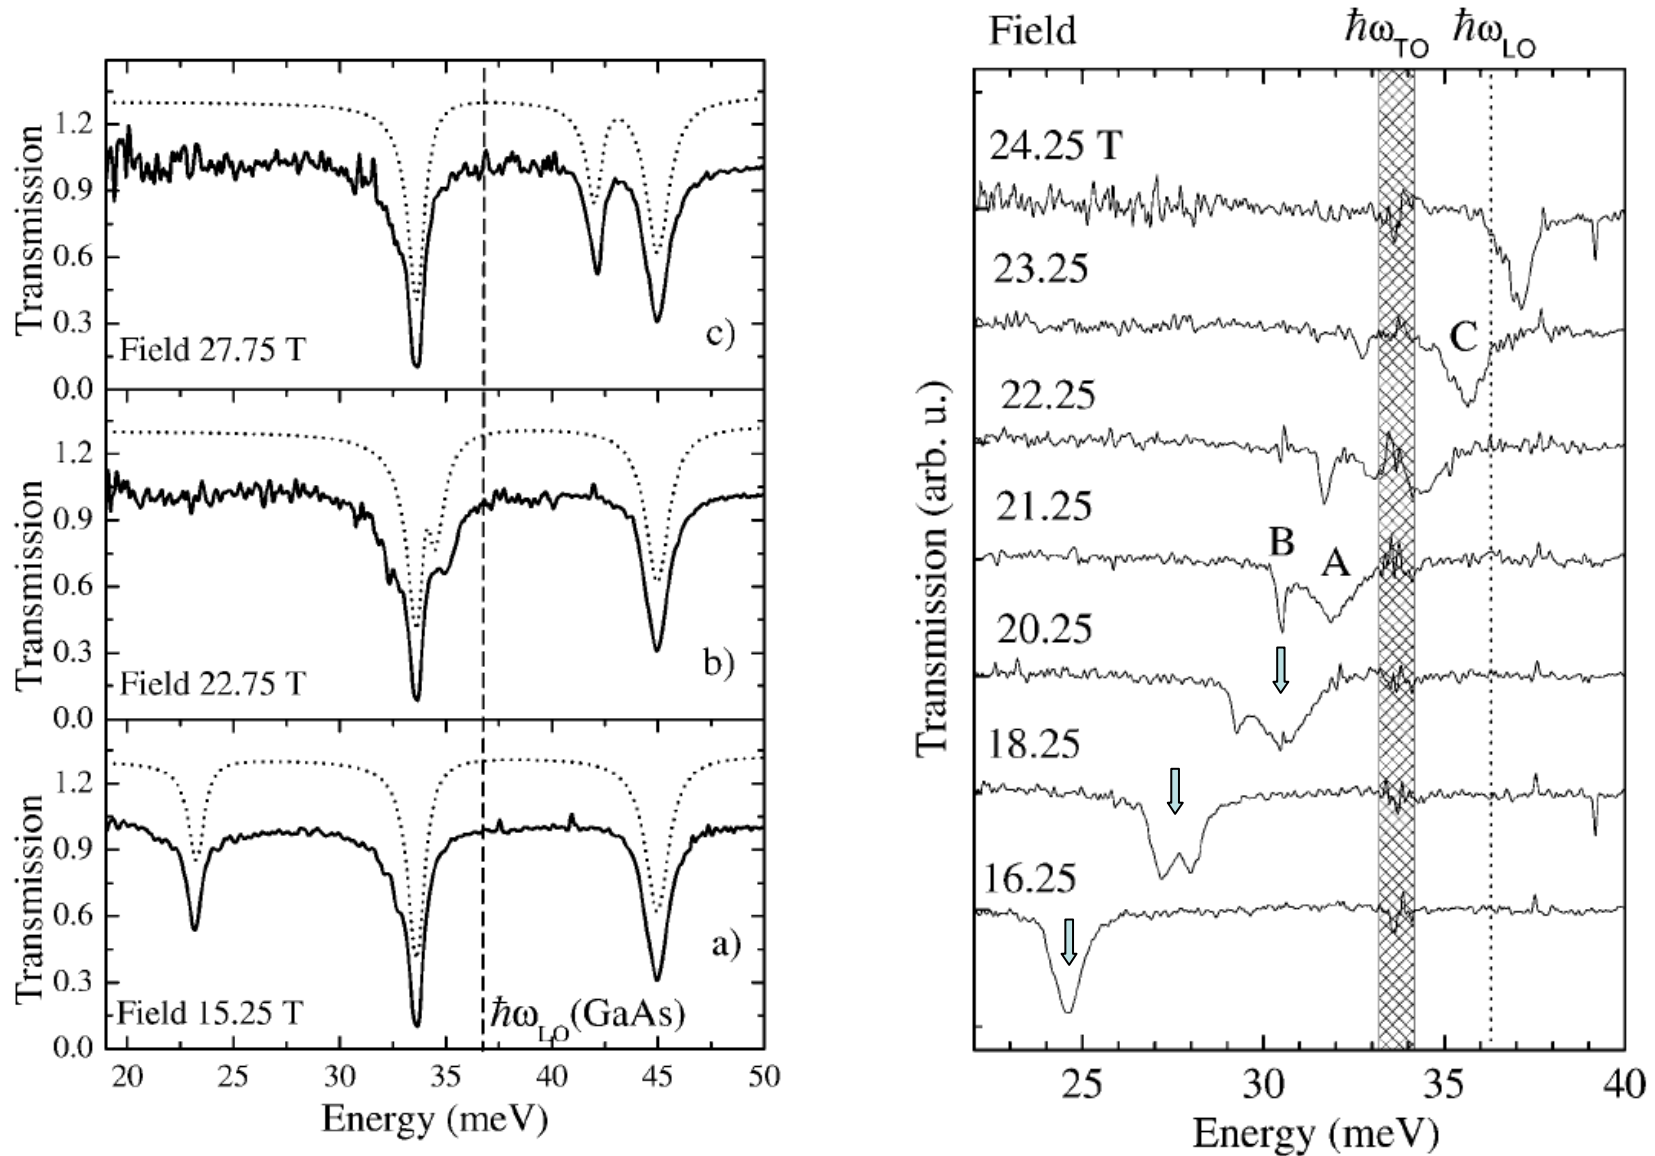 Transmission
1.2
0.9
0.6
0.3
0.0
Field 27.75 T
c)
Transmission
1.2
0.9
0.6
0.3
0.0
Field 22.75 T
b)
Transmission
1.2
0.9
0.6
0.3
0.0
Field 15.25 T
a)
ħω_LO(GaAs)
20 25 30 35 40 45 50
Energy (meV)
Field ħω_TO ħω_LO
Transmission (arb. u.)
24.25 T
23.25
C
22.25
21.25
B
A
20.25
18.25
16.25
25 30 35 40
Energy (meV)